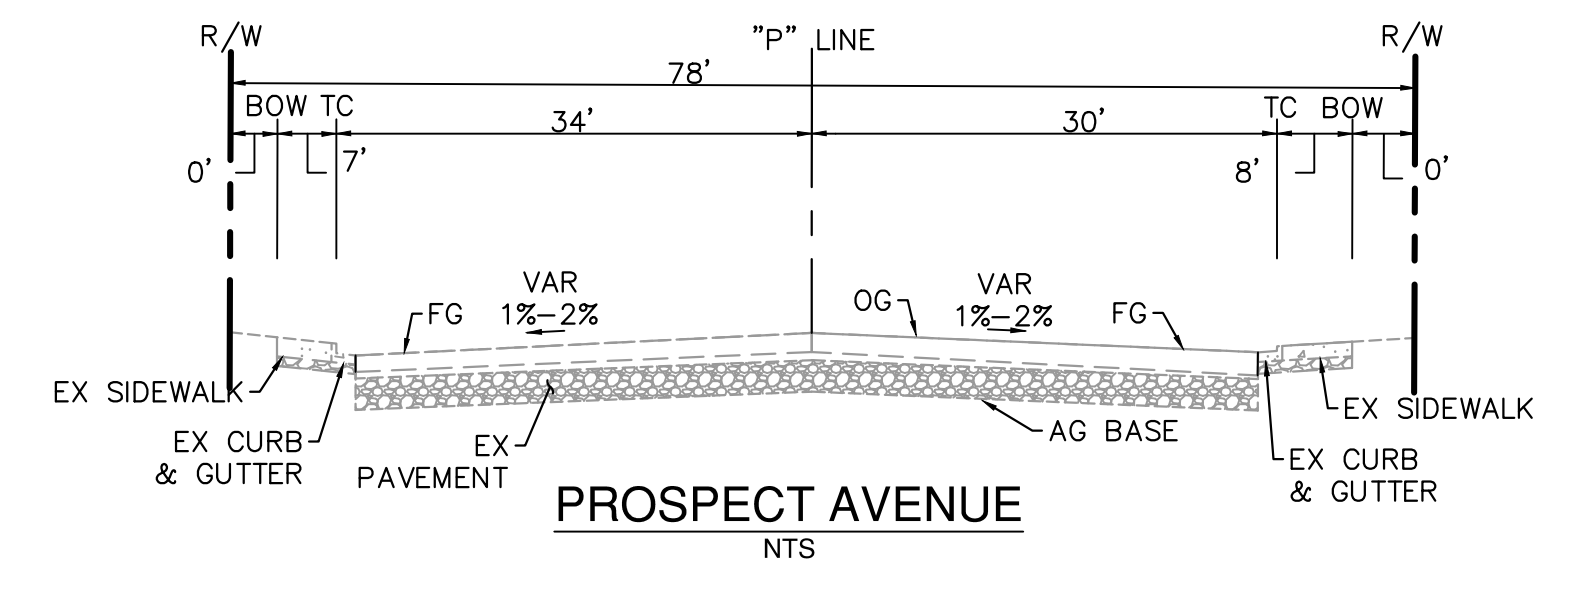 R/W
"P" LINE
R/W
78'
BOW TC
34'
30'
TC BOW
0'
7'
8'
0'
VAR
1%-2%
FG
OG
VAR
1%-2%
FG
EX SIDEWALK
EX CURB
& GUTTER
EX
PAVEMENT
AG BASE
EX SIDEWALK
EX CURB
& GUTTER
PROSPECT AVENUE
NTS